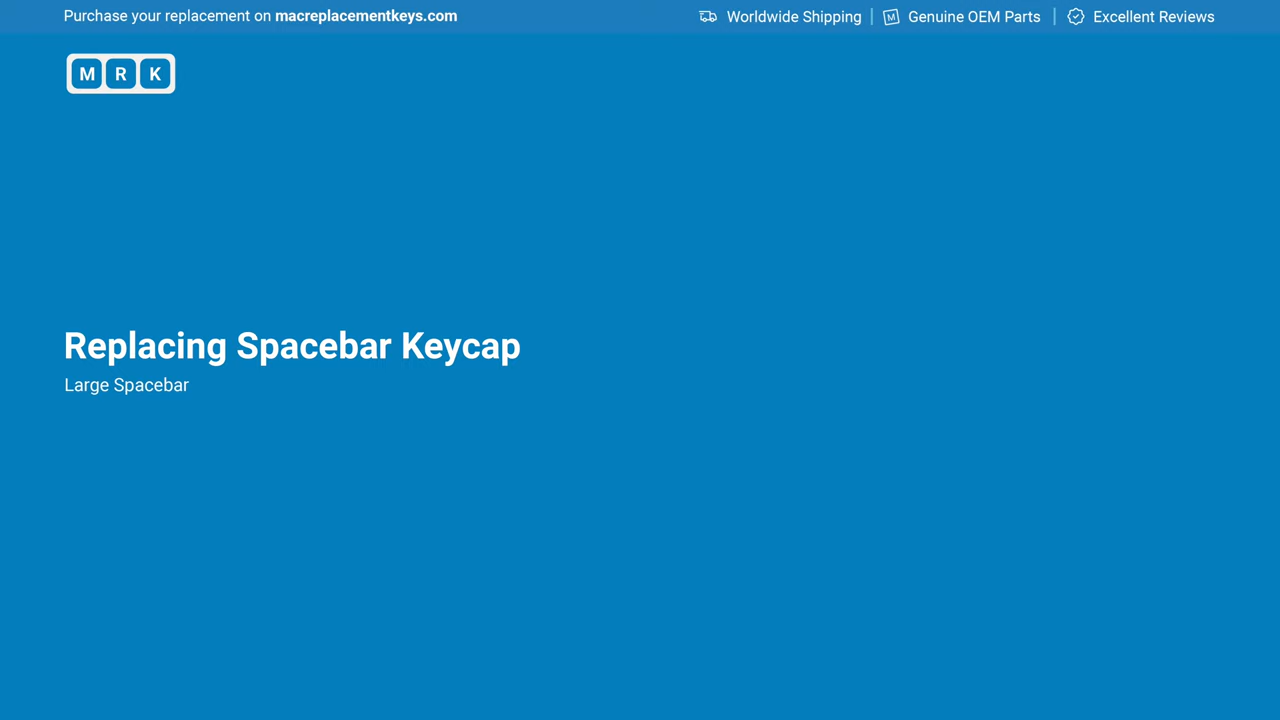 Purchase your replacement on macreplacementkeys.com
Worldwide Shipping | M Genuine OEM Parts | Excellent Reviews
M R K
Replacing Spacebar Keycap
Large Spacebar